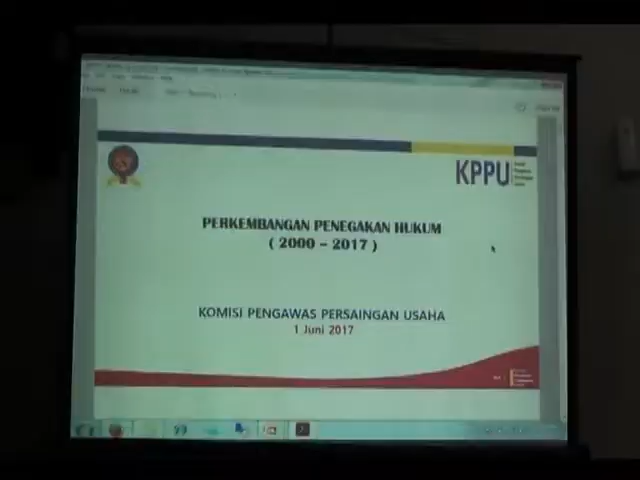 KPPU
PERKEMBANGAN PENEGAKAN HUKUM
( 2000 – 2017 )
KOMISI PENGAWAS PERSAINGAN USAHA
1 Juni 2017